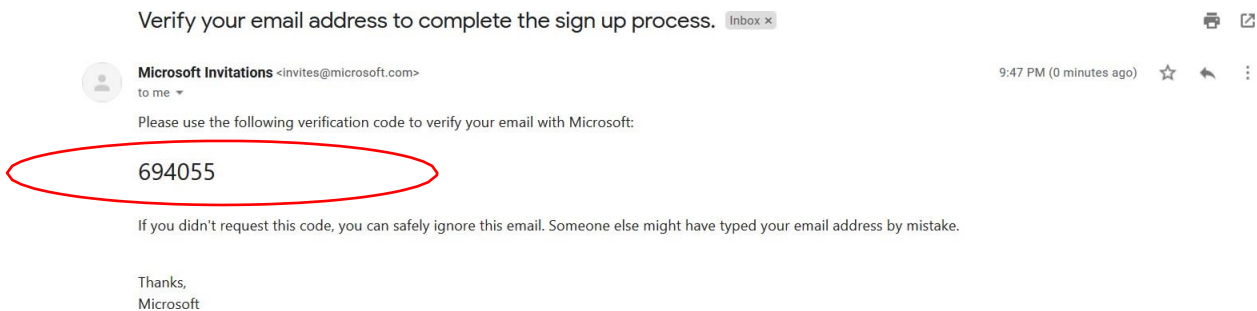 Verify your email address to complete the sign up process. Inbox ×
Microsoft Invitations <invites@microsoft.com> 9:47 PM (0 minutes ago)
to me
Please use the following verification code to verify your email with Microsoft:
694055
If you didn't request this code, you can safely ignore this email. Someone else might have typed your email address by mistake.
Thanks,
Microsoft